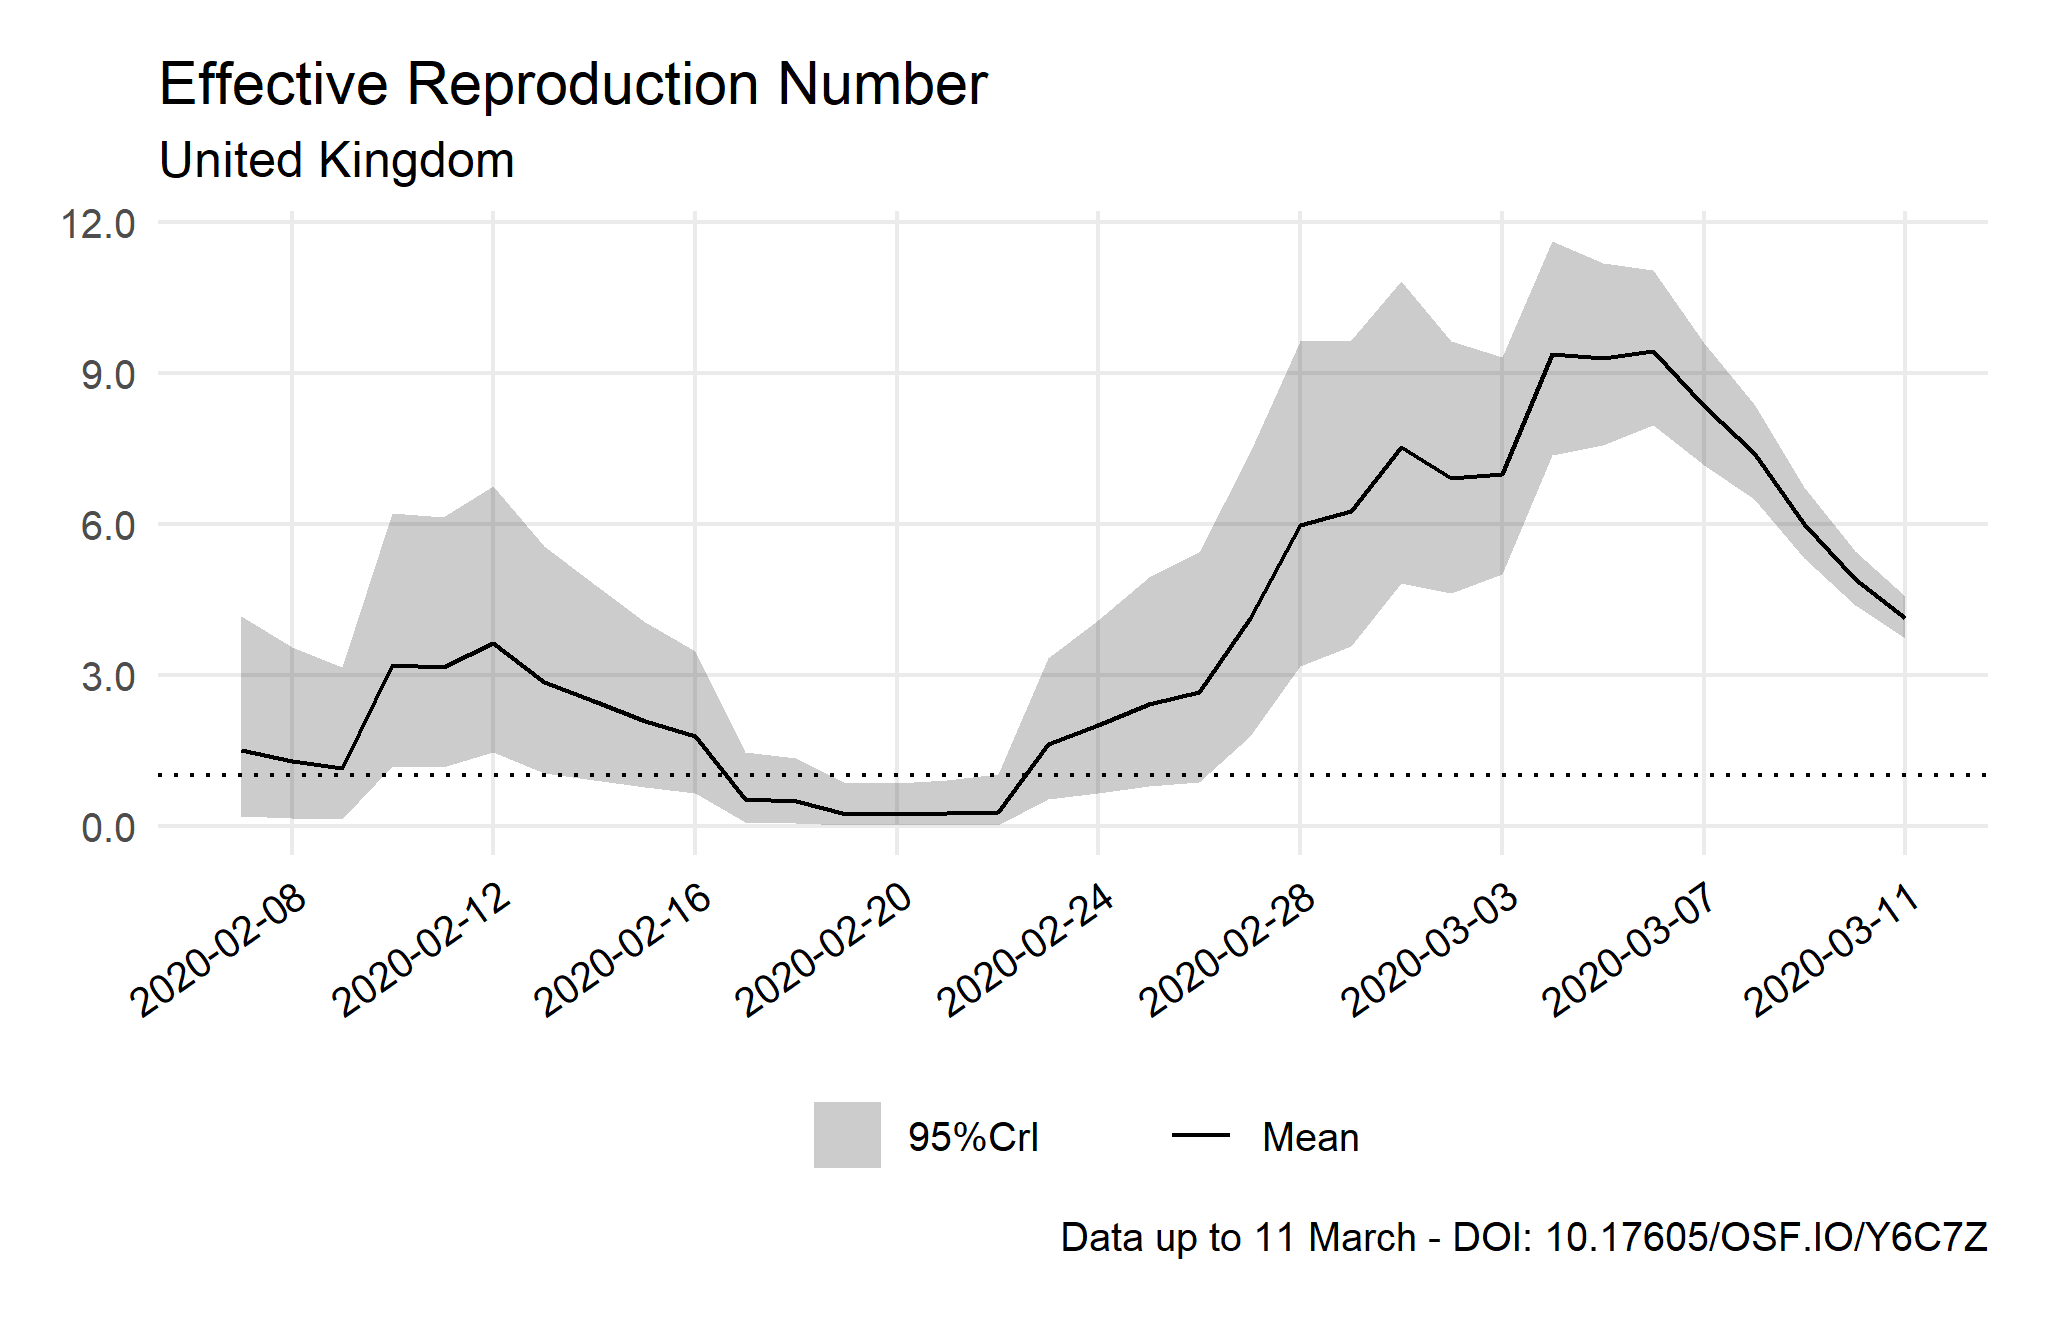 Effective Reproduction Number
United Kingdom
12.0
9.0
6.0
3.0
0.0
2020-02-08
2020-02-12
2020-02-16
2020-02-20
2020-02-24
2020-02-28
2020-03-03
2020-03-07
2020-03-11
95%CrI
Mean
Data up to 11 March - DOI: 10.17605/OSF.IO/Y6C7Z